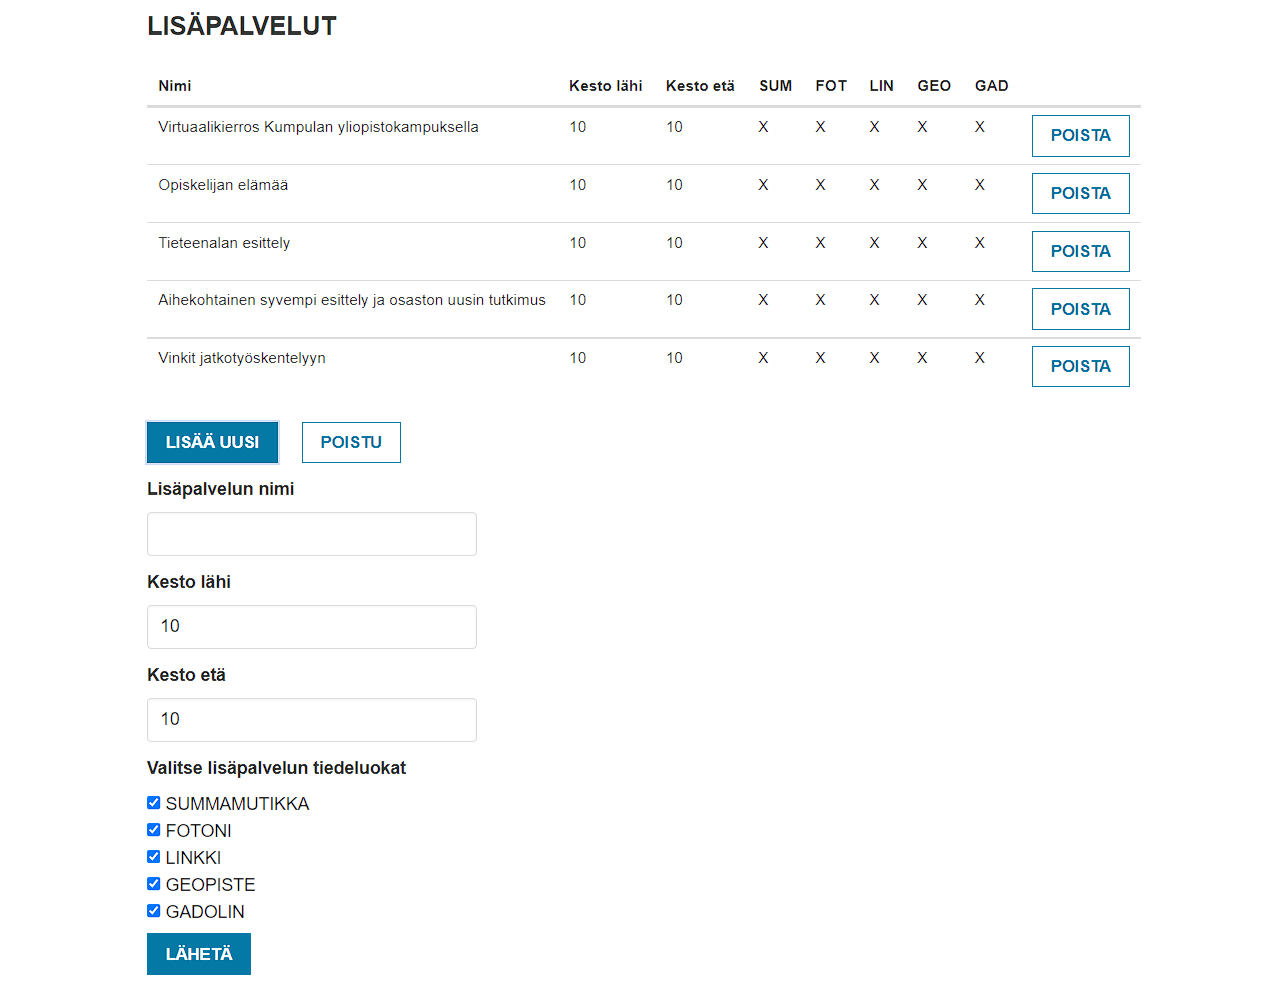 LISÄPALVELUT
Nimi Kesto lähi Kesto etä SUM FOT LIN GEO GAD
Virtuaalikierros Kumpulan yliopistokampuksella 10 10 X X X X X POISTA
Opiskelijan elämää 10 10 X X X X X POISTA
Tieteenalan esittely 10 10 X X X X X POISTA
Aihekohtainen syvempi esittely ja osaston uusin tutkimus 10 10 X X X X X POISTA
Vinkit jatkotyöskentelyyn 10 10 X X X X X POISTA
LISÄÄ UUSI POISTU
Lisäpalvelun nimi
Kesto lähi
10
Kesto etä
10
Valitse lisäpalvelun tiedeluokat
SUMMAMUTIKKA
FOTONI
LINKKI
GEOPISTE
GADOLIN
LÄHETÄ